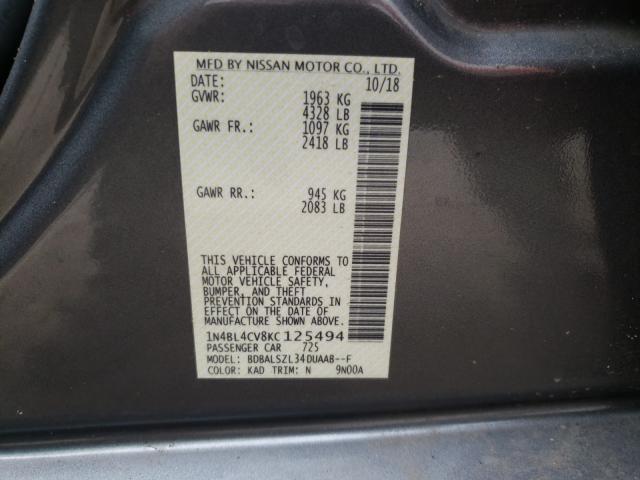 MFD BY NISSAN MOTOR CO., LTD.
DATE: 10/18
GVWR: 1963 KG
4328 LB
GAWR FR.: 1097 KG
2418 LB
GAWR RR.: 945 KG
2083 LB
THIS VEHICLE CONFORMS TO
ALL APPLICABLE FEDERAL
MOTOR VEHICLE SAFETY,
BUMPER, AND THEFT
PREVENTION STANDARDS IN
EFFECT ON THE DATE OF
MANUFACTURE SHOWN ABOVE.
1N4BL4CV8KC125494
PASSENGER CAR 725
MODEL: BDBALSZL34DUAAB--F
COLOR: KAD TRIM: N 9N00A